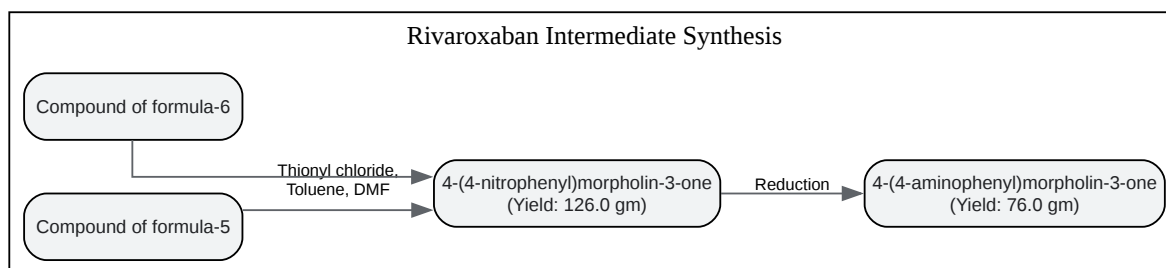 Rivaroxaban Intermediate Synthesis
Compound of formula-6
Thionyl chloride,
Toluene, DMF
Compound of formula-5
4-(4-nitrophenyl)morpholin-3-one
(Yield: 126.0 gm)
Reduction
4-(4-aminophenyl)morpholin-3-one
(Yield: 76.0 gm)